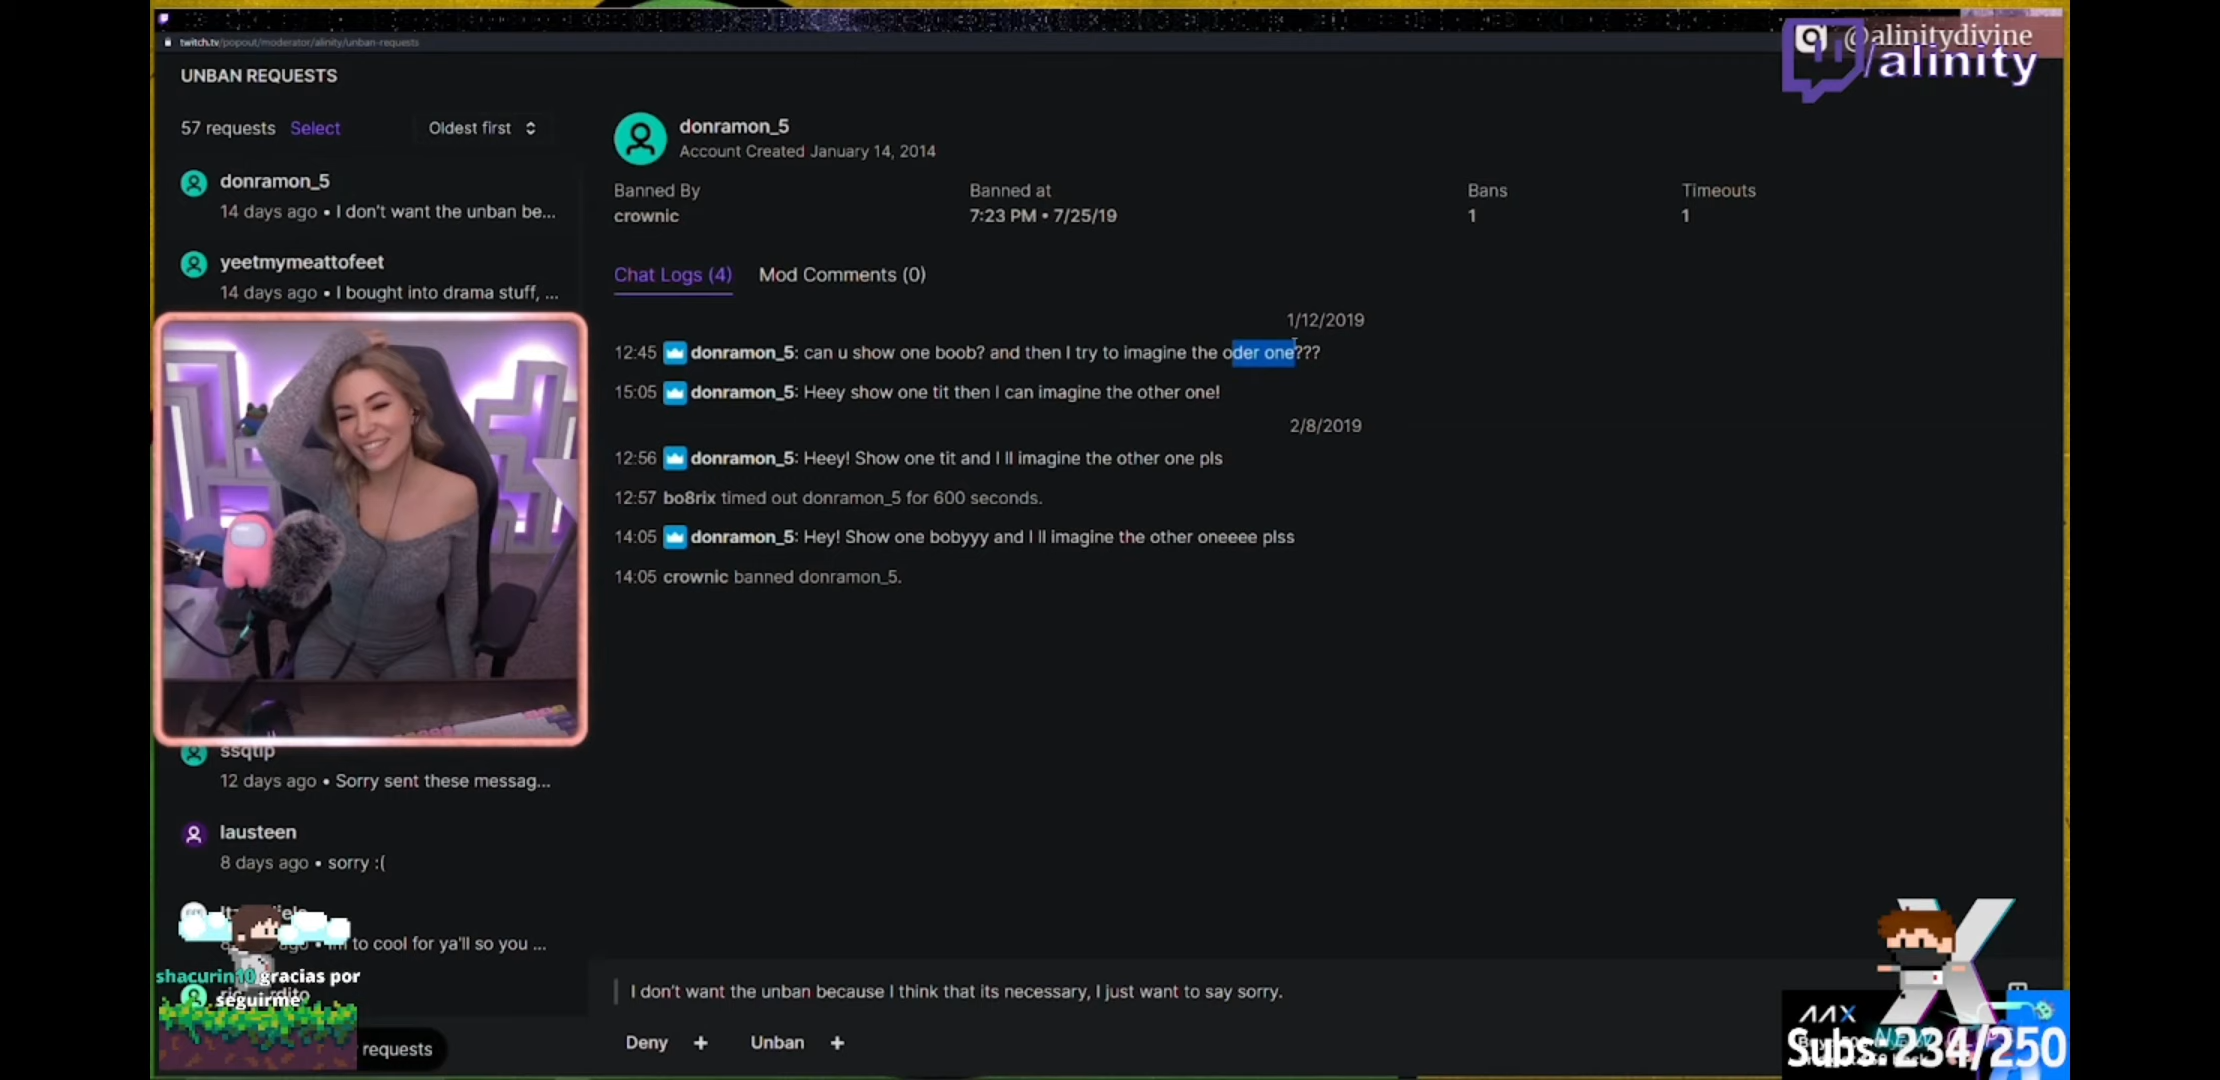 twitch.tv/popout/moderator/alinity/unban-requests
@alinitydivine
/alinity
UNBAN REQUESTS
57 requests Select Oldest first
donramon_5
14 days ago • I don't want the unban be...
yeetmymeattofeet
14 days ago • I bought into drama stuff, ...
ssqtip
12 days ago • Sorry sent these messag...
lausteen
8 days ago • sorry :(
to cool for ya'll so you ...
shacurin10 gracias por
seguirme
requests
donramon_5
Account Created January 14, 2014
Banned By Banned at Bans Timeouts
crownic 7:23 PM • 7/25/19 1 1
Chat Logs (4) Mod Comments (0)
1/12/2019
12:45 donramon_5: can u show one boob? and then I try to imagine the oder one???
15:05 donramon_5: Heey show one tit then I can imagine the other one!
2/8/2019
12:56 donramon_5: Heey! Show one tit and I ll imagine the other one pls
12:57 bo8rix timed out donramon_5 for 600 seconds.
14:05 donramon_5: Hey! Show one bobyyy and I ll imagine the other oneeee plss
14:05 crownic banned donramon_5.
I don't want the unban because I think that its necessary, I just want to say sorry.
Deny + Unban +
AAX
Subs: 234/250